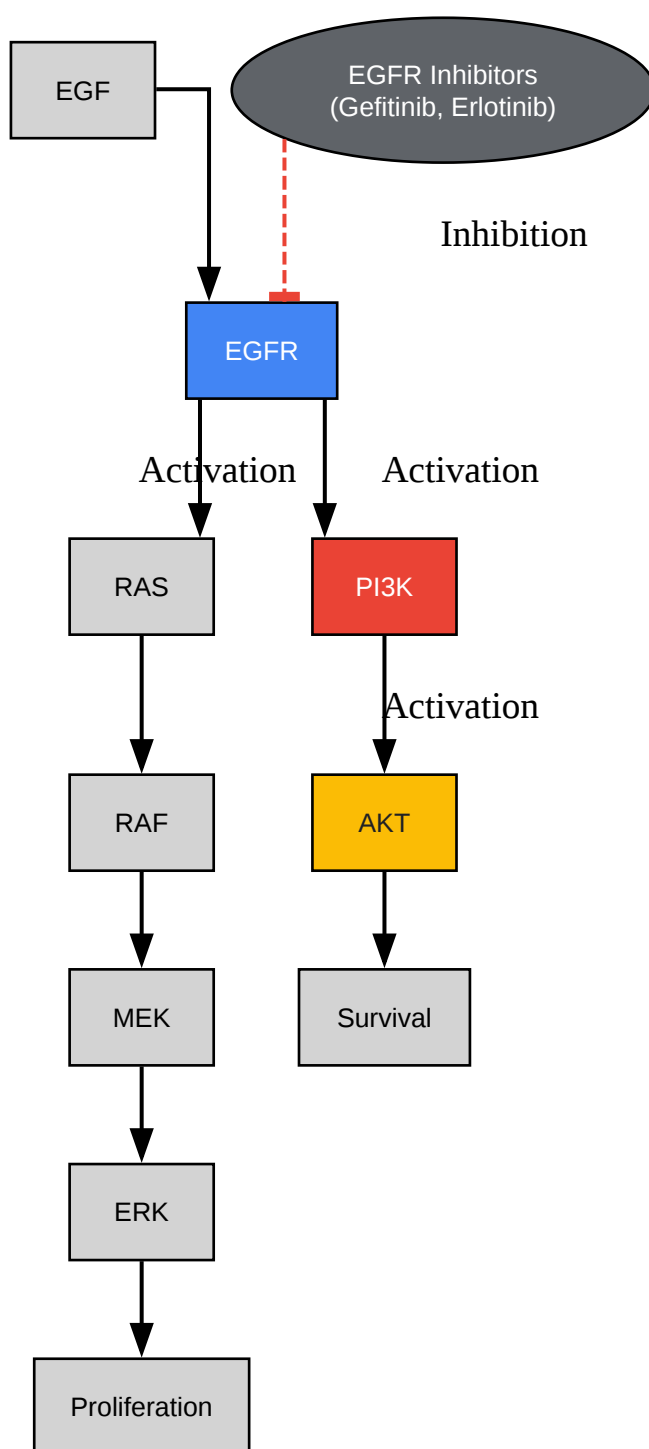 EGF
EGFR Inhibitors
(Gefitinib, Erlotinib)
Inhibition
EGFR
Activation
Activation
RAS
PI3K
Activation
RAF
AKT
MEK
Survival
ERK
Proliferation